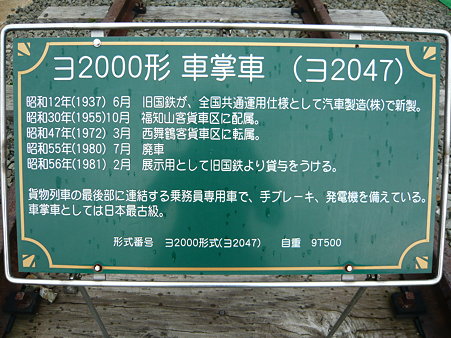 ヨ2000形 車掌車 (ヨ2047)
昭和12年(1937) 6月 旧国鉄が、全国共通運用仕様として汽車製造(株)で新製。
昭和30年(1955)10月 福知山客貨車区に配属。
昭和47年(1972) 3月 西舞鶴客貨車区に転属。
昭和55年(1980) 7月 廃車
昭和56年(1981) 2月 展示用として旧国鉄より貸与をうける。
貨物列車の最後部に連結する乗務員専用車で、手ブレーキ、発電機を備えている。
車掌車としては日本最古級。
形式番号 ヨ2000形式(ヨ2047) 自重 9T500